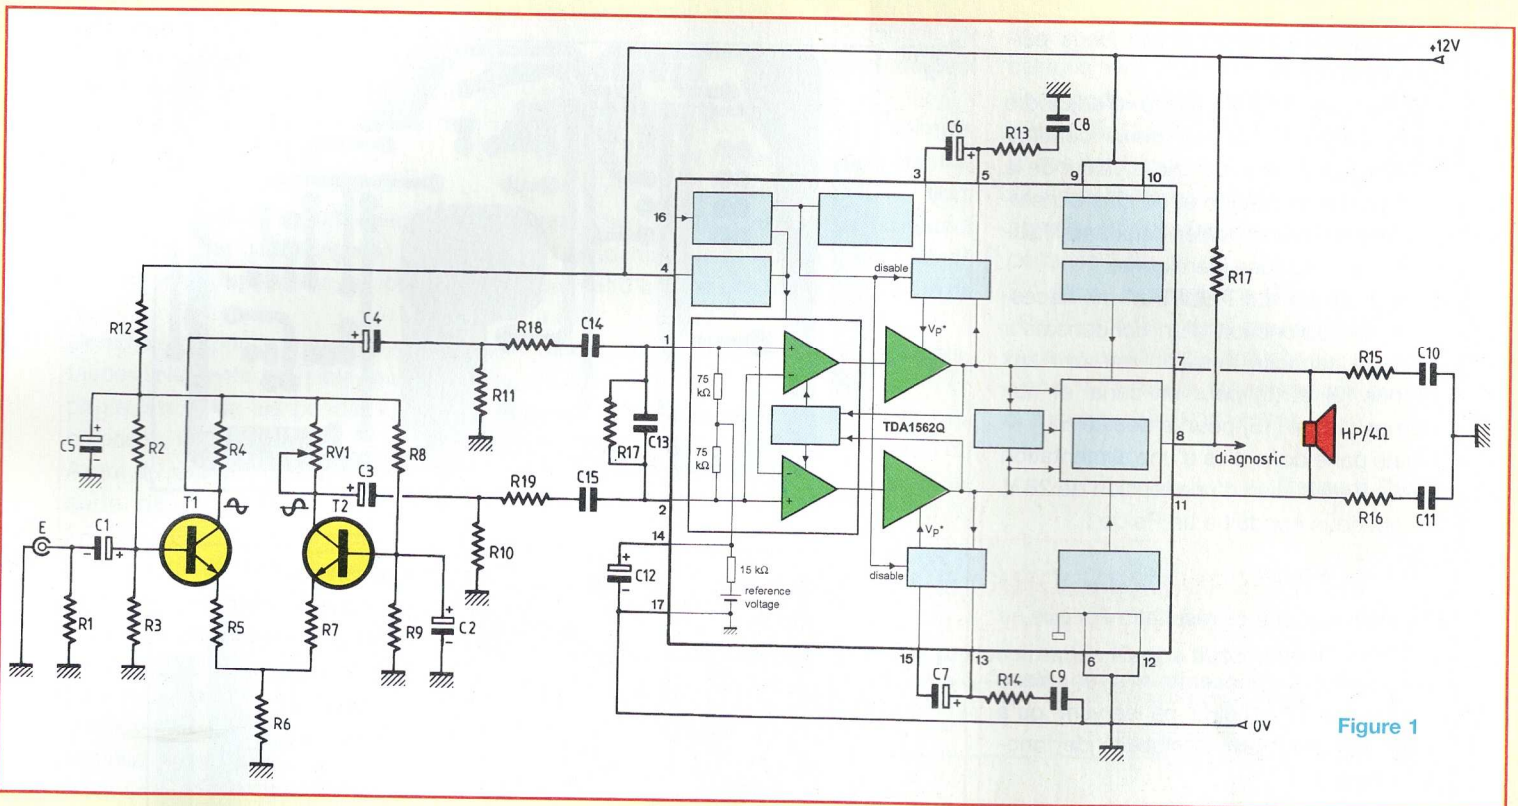 +12V
C6
R13
C8
3
5
9
10
16
4
disable
R17
R12
C4
R18
C14
1
Vp*
7
R15
C10
R11
75
kΩ
C5
R2
R4
RV1
R8
R17
C13
TDA1562Q
8
HP/4Ω
diagnostic
75
kΩ
C3
R19
C15
2
11
R16
C11
T1
T2
E
C1
14
Vp*
R10
C12
15 kΩ
disable
reference
voltage
R1
R3
R5
R7
R9
C2
17
15
13
6
12
C7
R14
C9
R6
0V
Figure 1
+
-
+
+
+
-
+
-
+
-
+
+
-
-
+
+